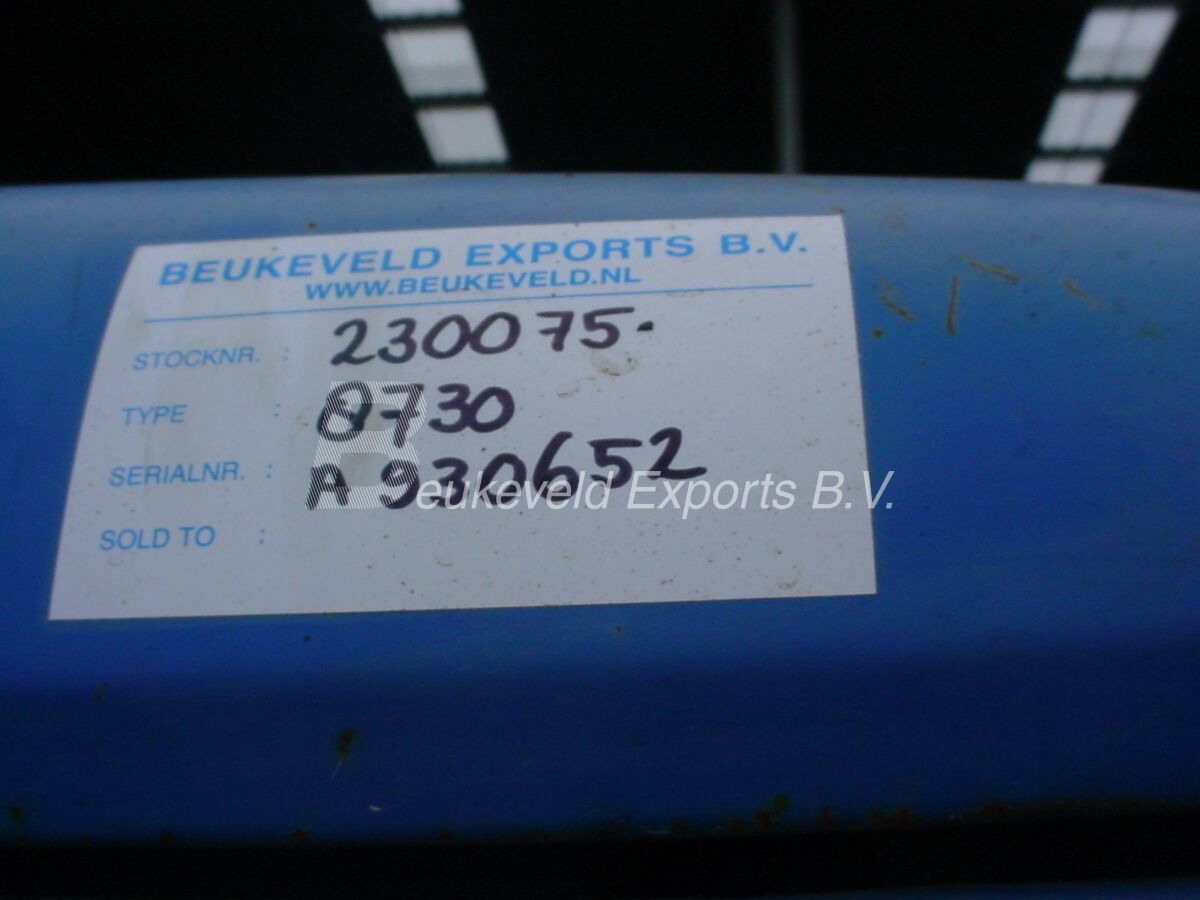 BEUKEVELD EXPORTS B.V.
WWW.BEUKEVELD.NL
STOCKNR. : 230075.
TYPE : 8730
SERIALNR. : A 930652
SOLD TO :
Beukeveld Exports B.V.